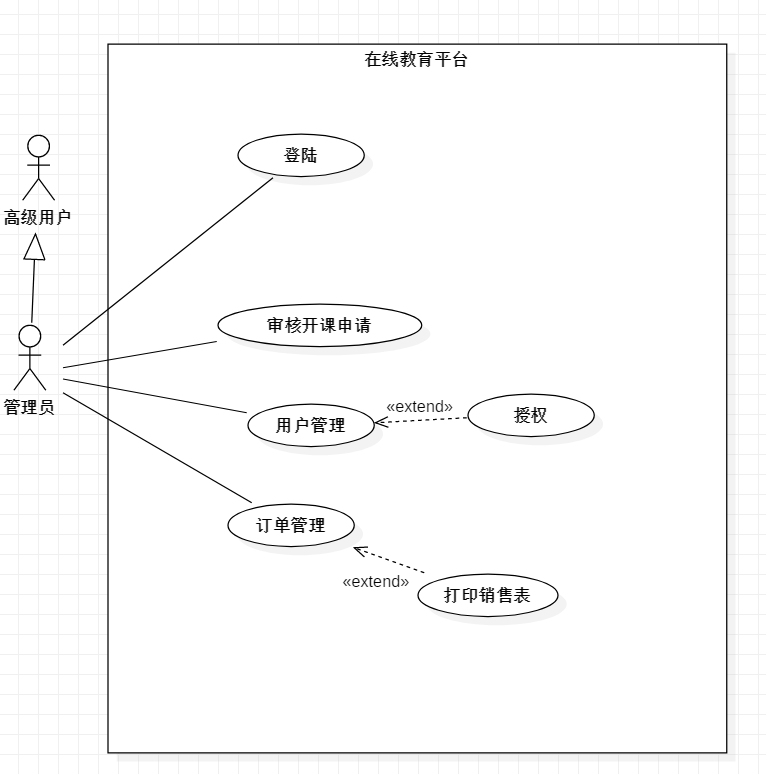 在线教育平台
登陆
高级用户
审核开课申请
管理员
«extend»
用户管理
授权
订单管理
«extend»
打印销售表